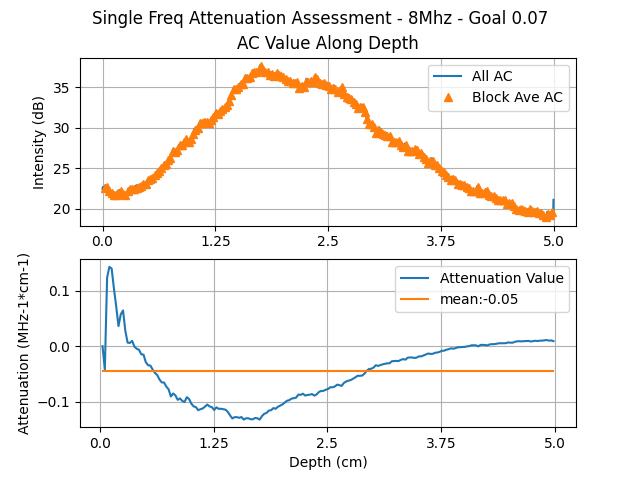 Single Freq Attenuation Assessment - 8Mhz - Goal 0.07
AC Value Along Depth
Intensity (dB)
35
30
25
20
All AC
Block Ave AC
0.0 1.25 2.5 3.75 5.0
Attenuation (MHz-1*cm-1)
0.1
0.0
−0.1
Attenuation Value
mean:-0.05
0.0 1.25 2.5 3.75 5.0
Depth (cm)